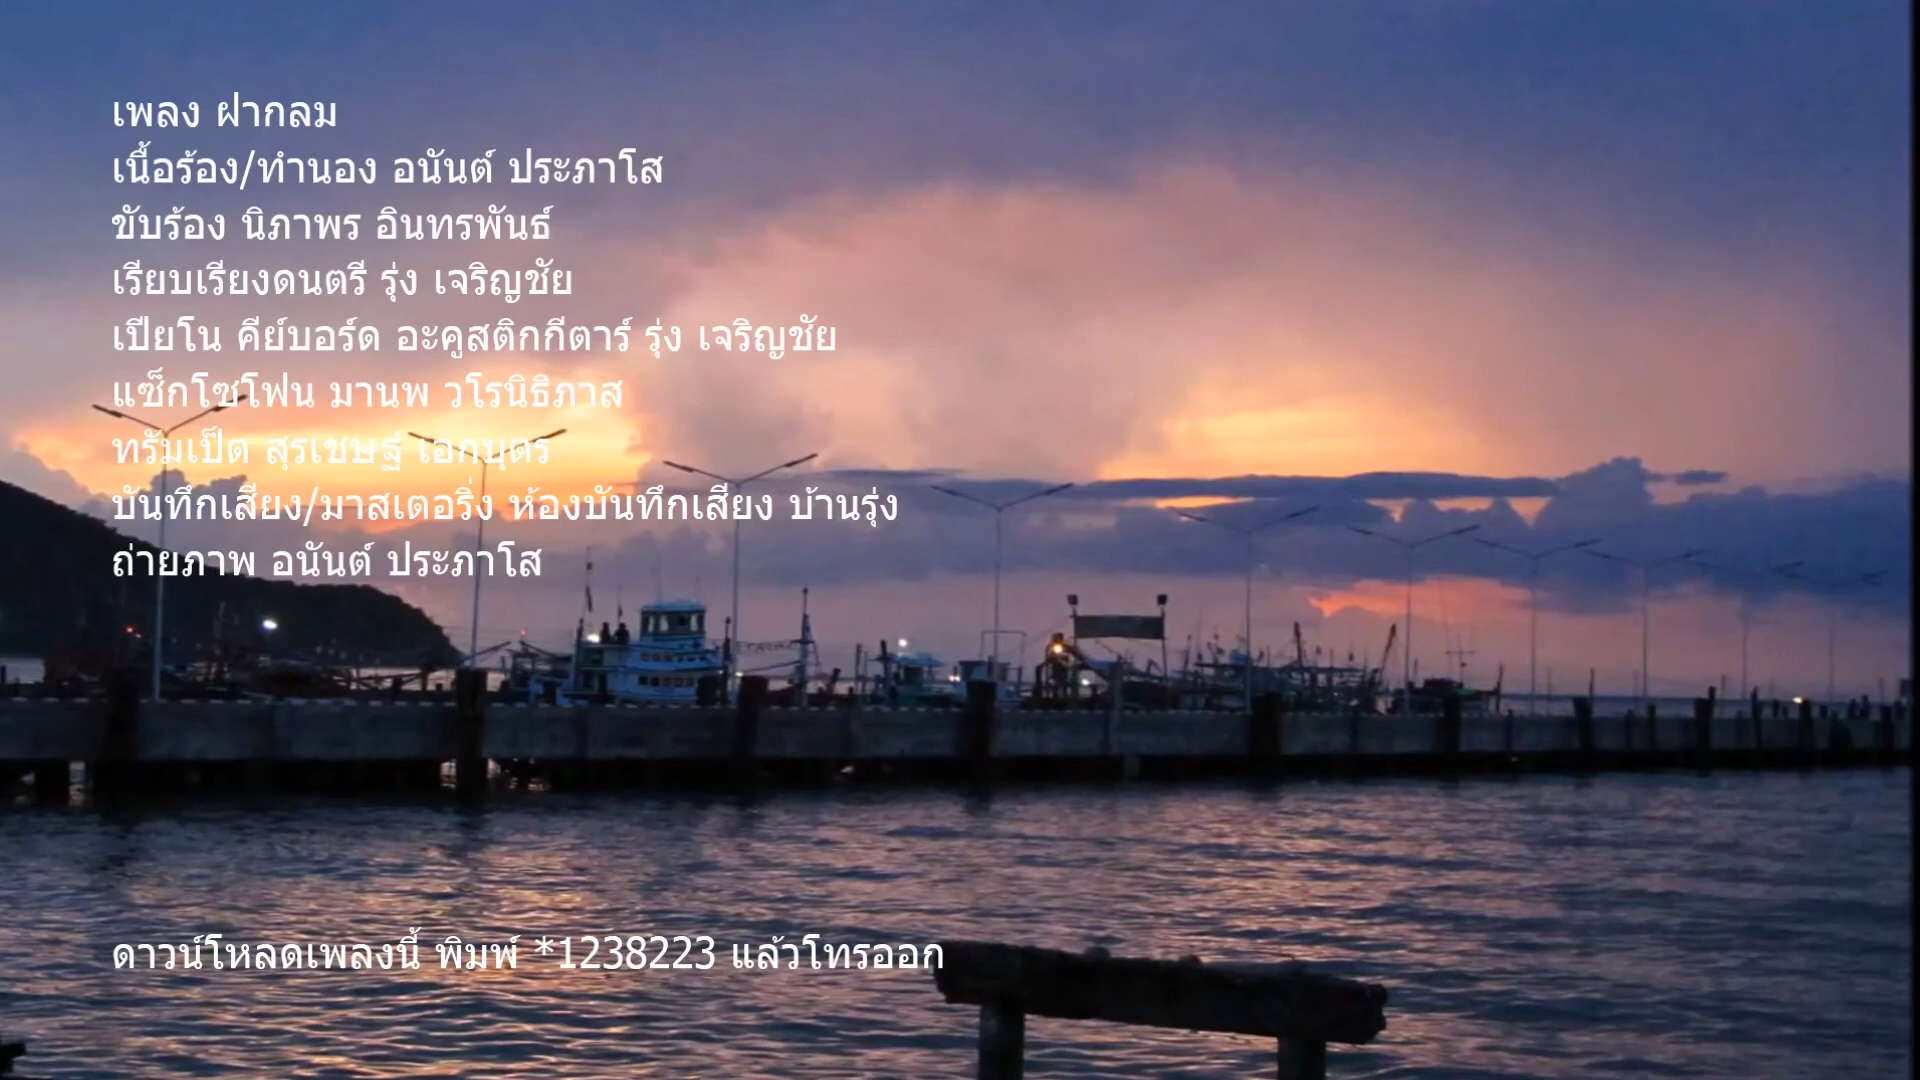 เพลง ฝากลม
เนื้อร้อง/ทำนอง อนันต์ ประภาโส
ขับร้อง นิภาพร อินทรพันธ์
เรียบเรียงดนตรี รุ่ง เจริญชัย
เปียโน คีย์บอร์ด อะคูสติกกีตาร์ รุ่ง เจริญชัย
แซ็กโซโฟน มานพ วโรนิธิภาส
ทรัมเป็ต สุรเชษฐ์ เอกบุตร
บันทึกเสียง/มาสเตอริ่ง ห้องบันทึกเสียง บ้านรุ่ง
ถ่ายภาพ อนันต์ ประภาโส
ดาวน์โหลดเพลงนี้ พิมพ์ *1238223 แล้วโทรออก